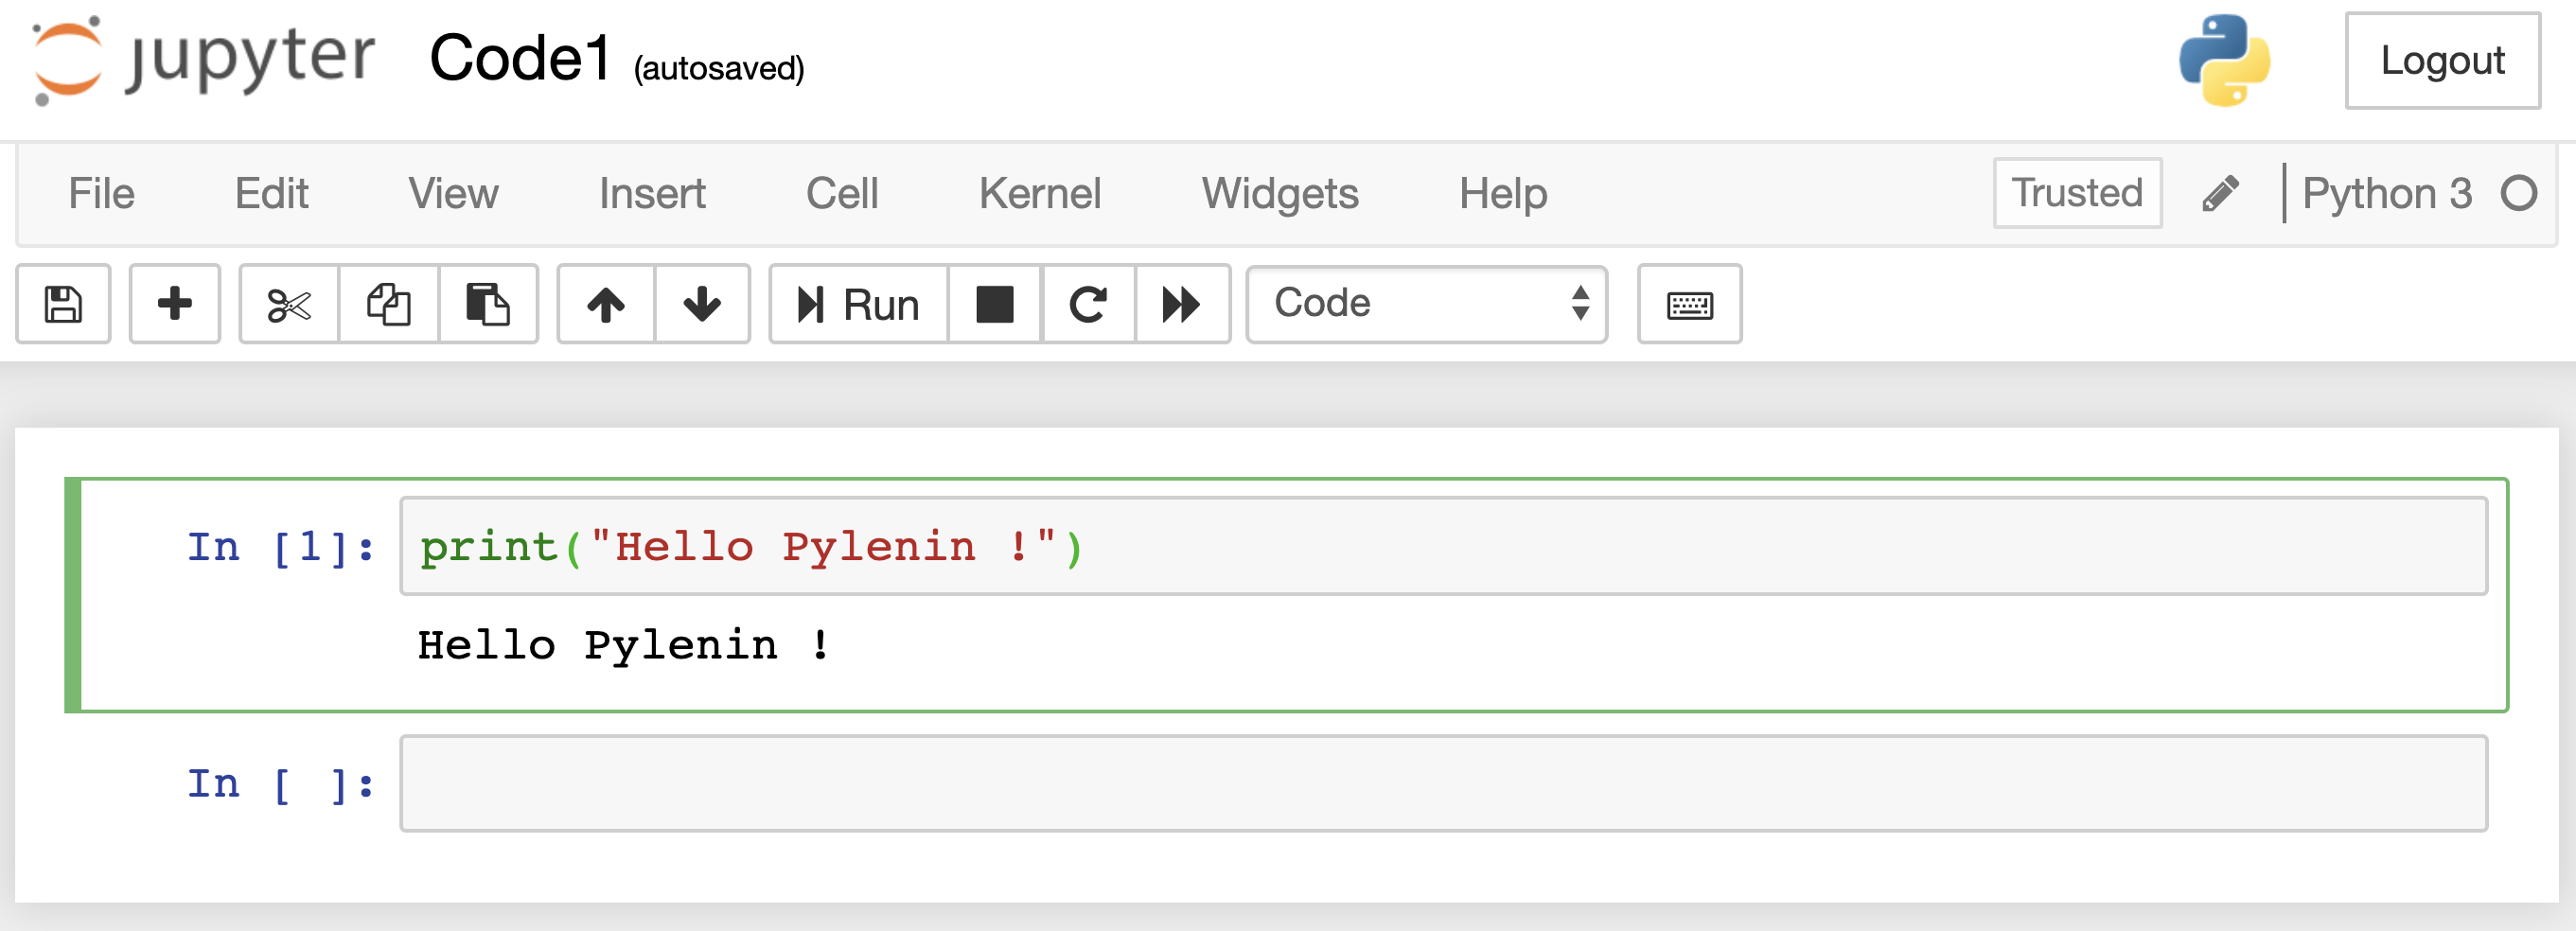 jupyter Code1 (autosaved) Logout
File Edit View Insert Cell Kernel Widgets Help Trusted Python 3
Run Code
In [1]: print("Hello Pylenin !")
Hello Pylenin !
In [ ]: